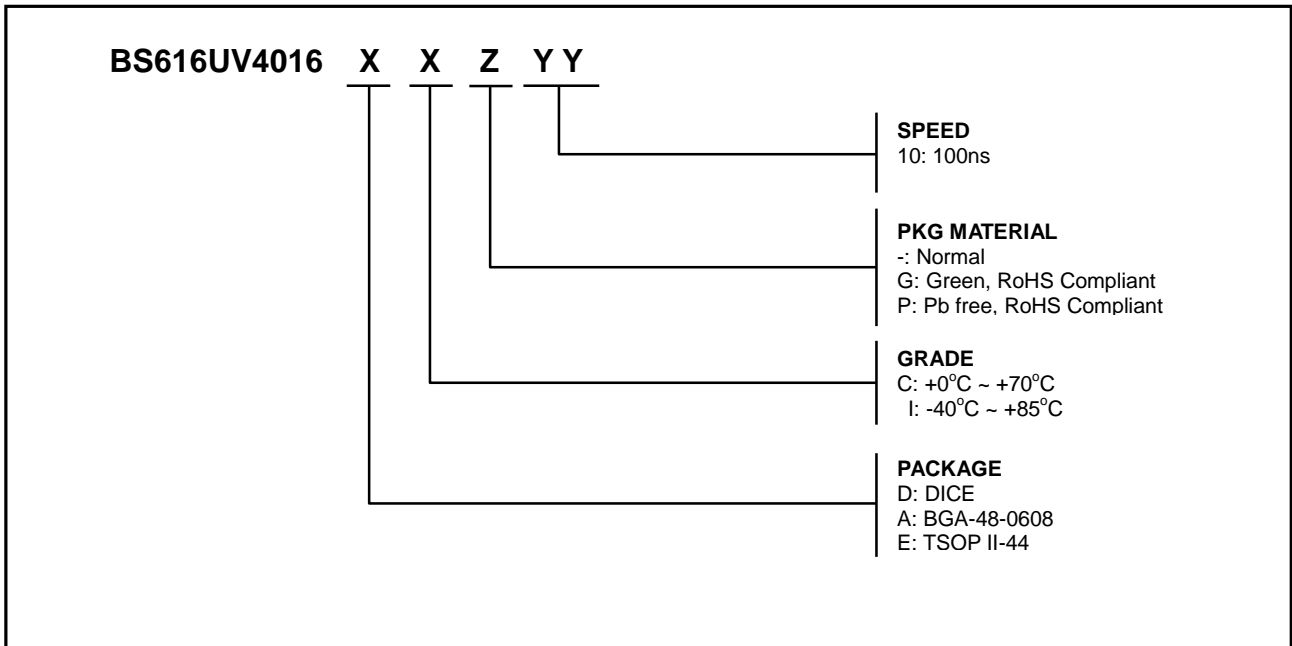 BS616UV4016 X X Z Y Y
SPEED
10: 100ns
PKG MATERIAL
-: Normal
G: Green, RoHS Compliant
P: Pb free, RoHS Compliant
GRADE
C: +0°C ~ +70°C
I: -40°C ~ +85°C
PACKAGE
D: DICE
A: BGA-48-0608
E: TSOP II-44